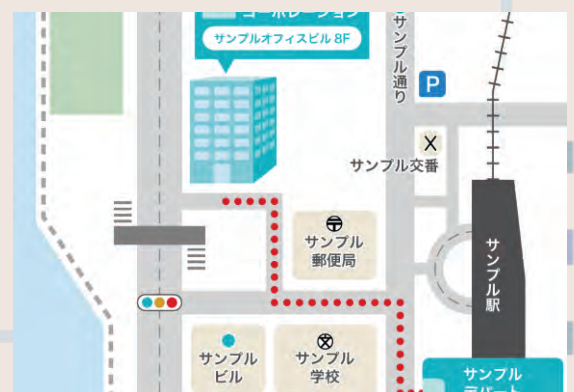 コーポレーション
サンプルオフィスビル 8F
サンプル通り
P
サンプル交番
サンプル
郵便局
サンプル駅
サンプル
ビル
サンプル
学校
サンプル
デパート